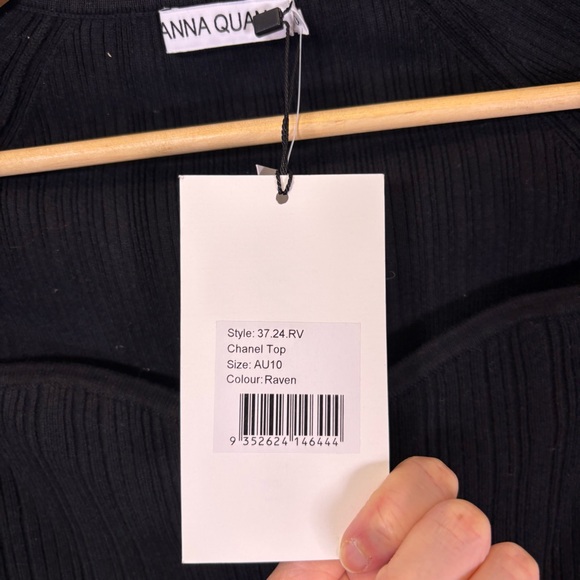 ANNA QUAN
Style: 37.24.RV
Chanel Top
Size: AU10
Colour:Raven
9 352624 146444